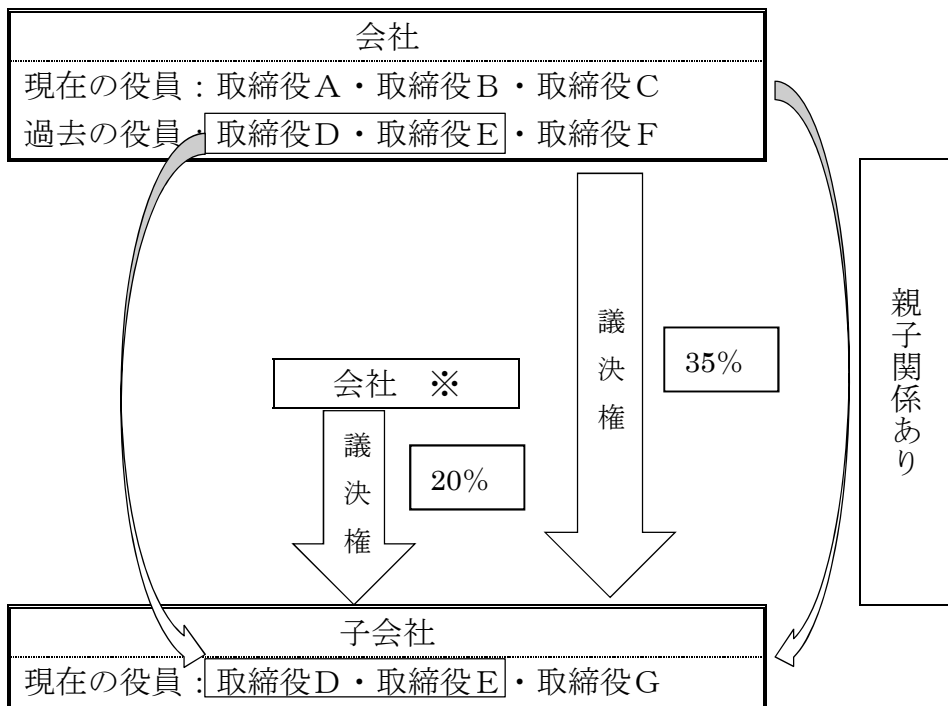 会社
現在の役員：取締役A・取締役B・取締役C
過去の役員：取締役D・取締役E・取締役F
親子関係あり
議決権
35%
会社　※
議決権
20%
子会社
現在の役員：取締役D・取締役E・取締役G